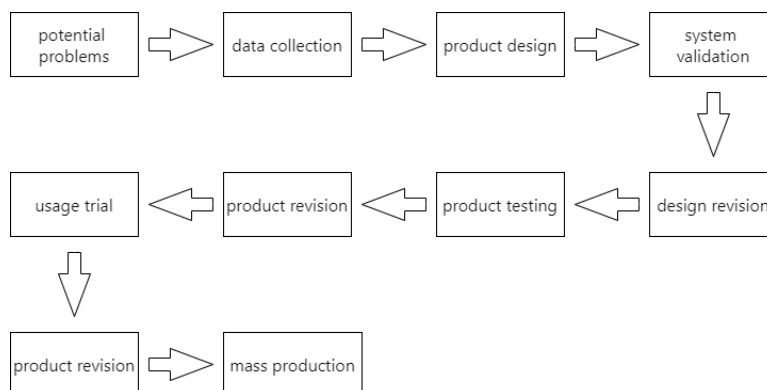 potential
problems
data collection
product design
system
validation
design revision
product testing
product revision
usage trial
product revision
mass production